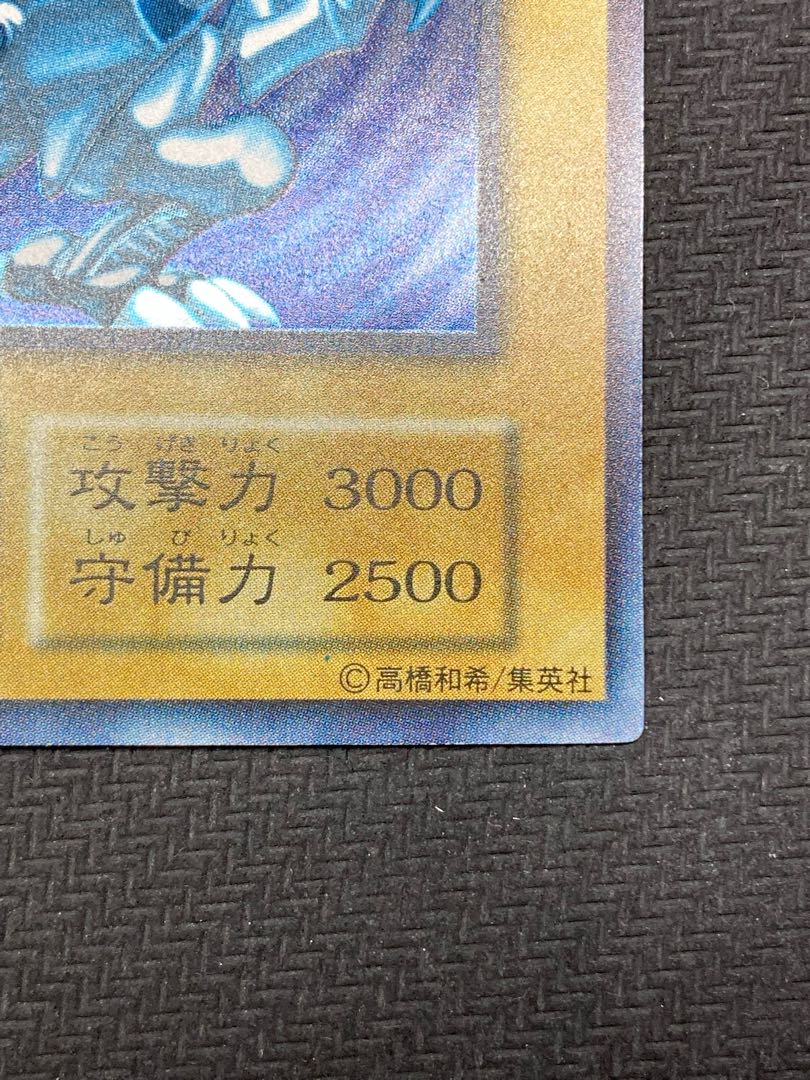 こう げき りょく
攻撃力 3000
しゅ び りょく
守備力 2500
©高橋和希/集英社